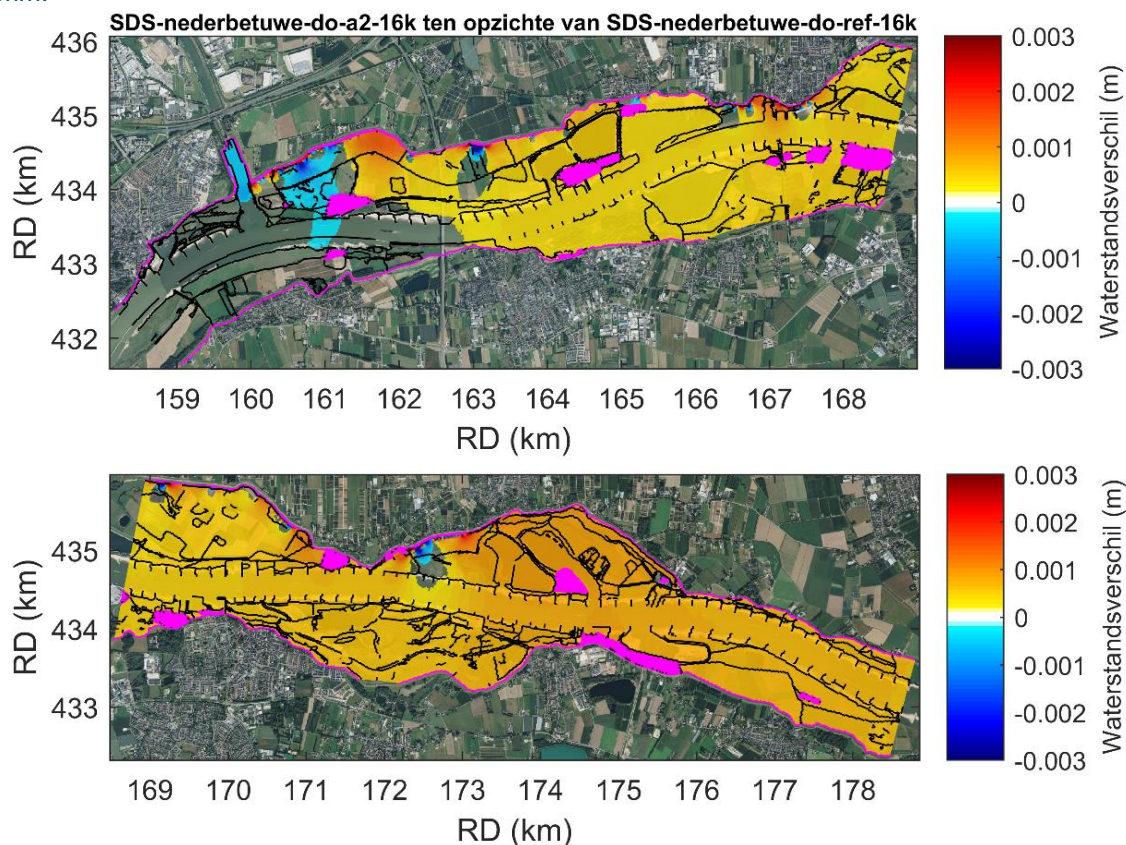 SDS-nederbetuwe-do-a2-16k ten opzichte van SDS-nederbetuwe-do-ref-16k
436
435
434
433
432
RD (km)
159 160 161 162 163 164 165 166 167 168
RD (km)
0.003
0.002
0.001
0
-0.001
-0.002
-0.003
Waterstandsverschil (m)
435
434
433
RD (km)
169 170 171 172 173 174 175 176 177 178
RD (km)
0.003
0.002
0.001
0
-0.001
-0.002
-0.003
Waterstandsverschil (m)